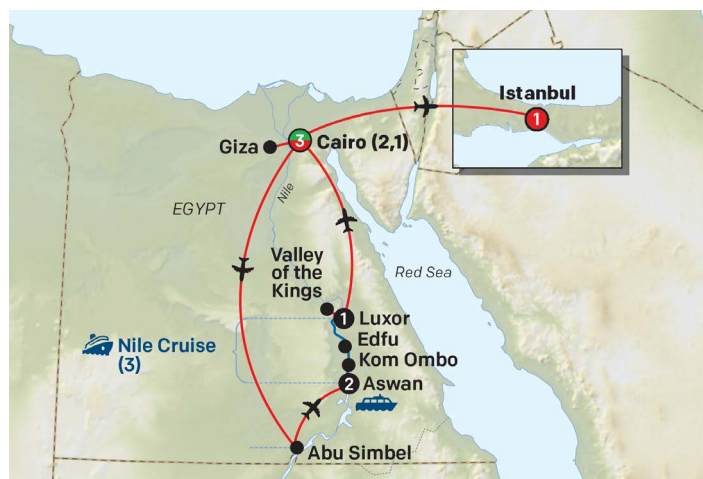 Istanbul
1
Giza
3
Cairo (2,1)
EGYPT
Nile
Valley
of the
Kings
Red Sea
1
Luxor
Edfu
Nile Cruise
(3)
Kom Ombo
2
Aswan
Abu Simbel